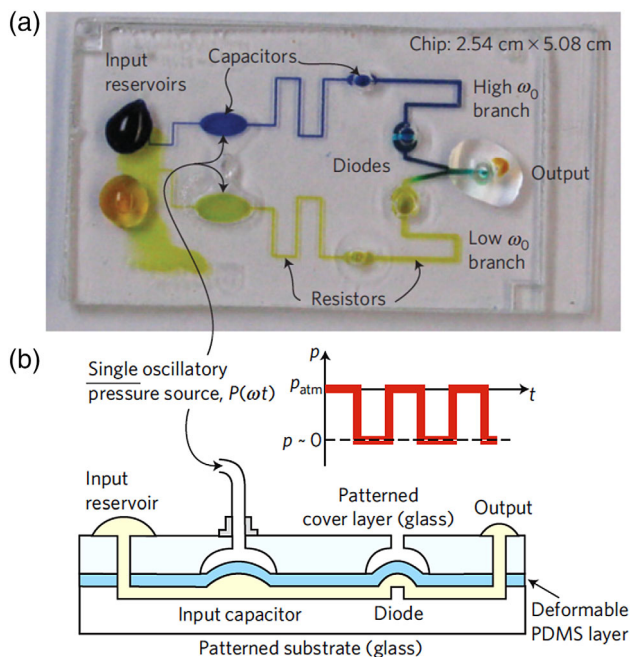 (a)
Chip: 2.54 cm × 5.08 cm
Input
reservoirs
Capacitors
High ω₀
branch
Diodes
Output
Low ω₀
branch
Resistors
(b)
Single oscillatory
pressure source, P(ωt)
p
Patm
t
p ~ 0
Input
reservoir
Patterned
cover layer (glass)
Output
Input capacitor
Diode
Deformable
PDMS layer
Patterned substrate (glass)